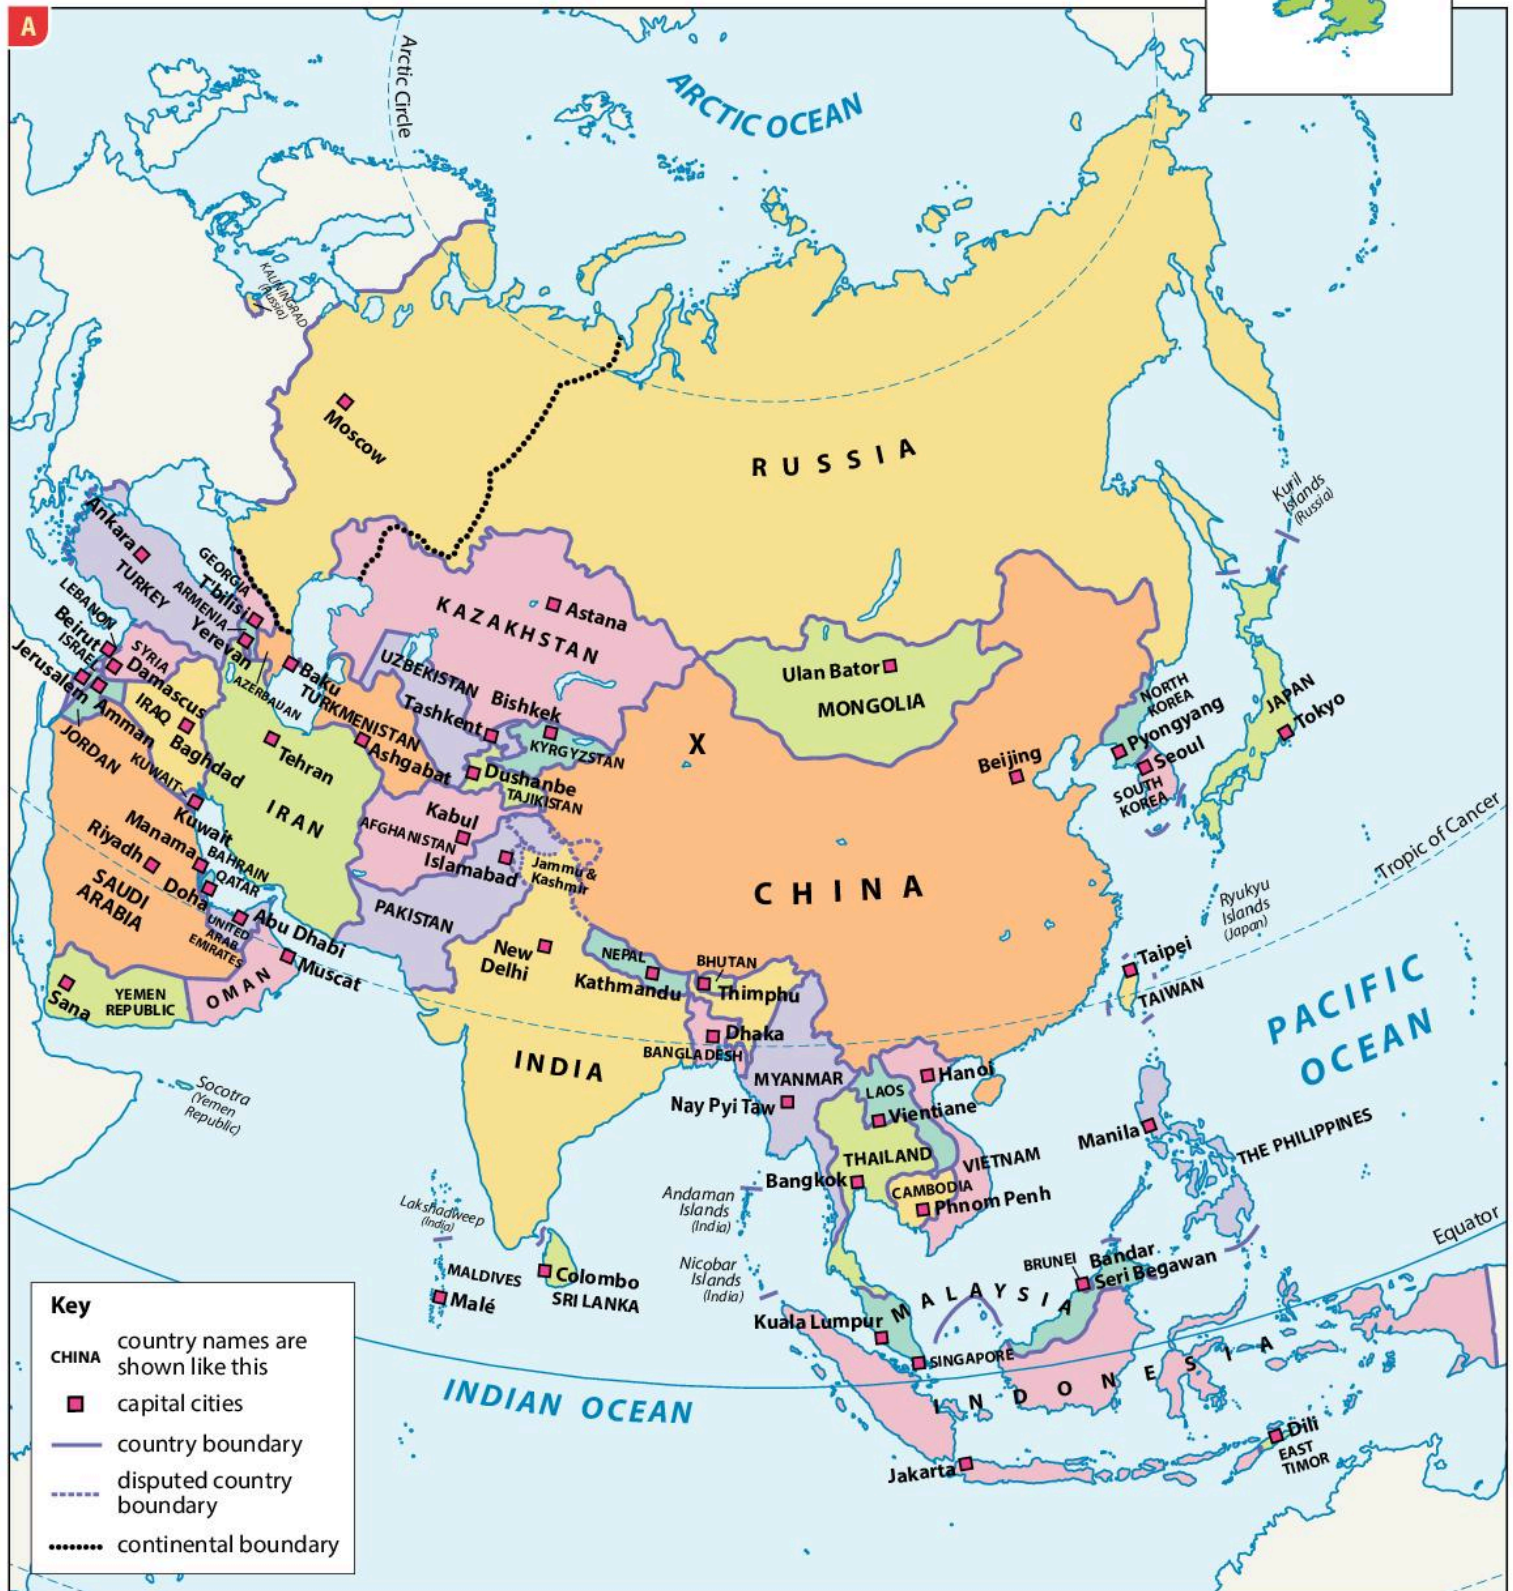 A
ARCTIC OCEAN
Arctic Circle
KALININGRAD
(Russia)
Moscow
RUSSIA
Kuril
Islands
(Russia)
Ankara
TURKEY
GEORGIA
T'bilisi
ARMENIA
Yerevan
LEBANON
Beirut
ISRAEL
Jerusalem
SYRIA
Damascus
Amman
JORDAN
IRAQ
Baghdad
AZERBAIJAN
Baku
KAZAKHSTAN
Astana
UZBEKISTAN
Tashkent
Bishkek
KYRGYZSTAN
TURKMENISTAN
Ashgabat
Dushanbe
TAJIKISTAN
Ulan Bator
MONGOLIA
X
Beijing
NORTH
KOREA
Pyongyang
Seoul
SOUTH
KOREA
JAPAN
Tokyo
Tehran
IRAN
KUWAIT
Kuwait
Manama
BAHRAIN
Riyadh
Doha
QATAR
SAUDI
ARABIA
UNITED
ARAB
EMIRATES
Abu Dhabi
Muscat
OMAN
Sana
YEMEN
REPUBLIC
Kabul
AFGHANISTAN
Islamabad
Jammu &
Kashmir
PAKISTAN
CHINA
Tropic of Cancer
Ryukyu
Islands
(Japan)
Taipei
TAIWAN
New
Delhi
NEPAL
Kathmandu
BHUTAN
Thimphu
Dhaka
BANGLADESH
INDIA
MYANMAR
Nay Pyi Taw
LAOS
Hanoi
Vientiane
THAILAND
VIETNAM
Bangkok
CAMBODIA
Phnom Penh
Manila
THE PHILIPPINES
PACIFIC
OCEAN
Socotra
(Yemen
Republic)
Lakshadweep
(India)
Andaman
Islands
(India)
Nicobar
Islands
(India)
MALDIVES
Malé
Colombo
SRI LANKA
Equator
BRUNEI
Bandar
Seri Begawan
MALAYSIA
Kuala Lumpur
SINGAPORE
INDONESIA
INDIAN OCEAN
Jakarta
Dili
EAST
TIMOR
Key
CHINA country names are
shown like this
capital cities
country boundary
disputed country
boundary
continental boundary